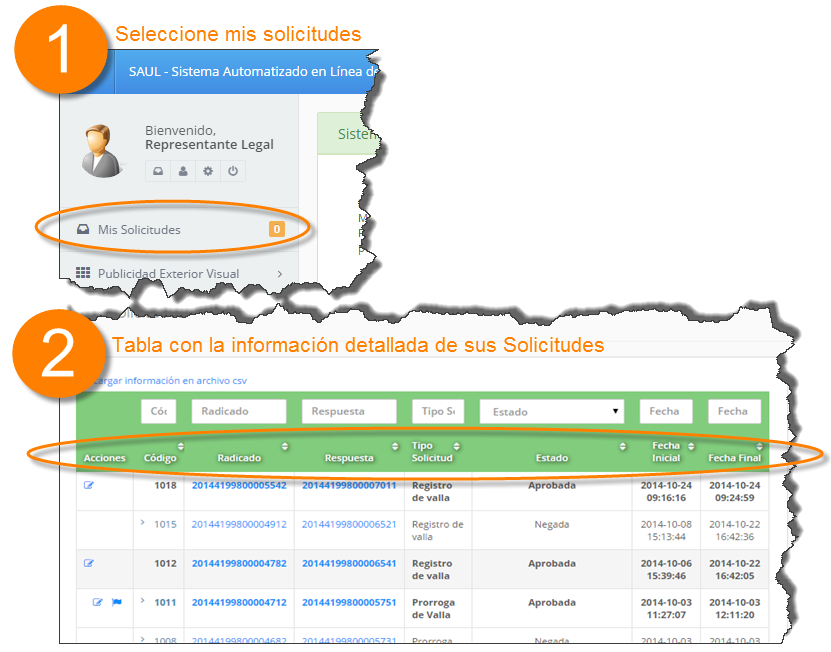 1
Seleccione mis solicitudes
SAUL - Sistema Automatizado en Línea de
Bienvenido,
Representante Legal
Mis Solicitudes 0
Publicidad Exterior Visual
2
Tabla con la información detallada de sus Solicitudes
información en archivo csv
Radicado Respuesta Tipo Estado Fecha Fecha
Acciones Código Radicado Respuesta Tipo Solicitud Estado Fecha Inicial Fecha Final
1018 20144199800005542 20144199800007011 Registro de valla Aprobada 2014-10-24 09:16:16 2014-10-24 09:24:59
1015 20144199800004912 20144199800006521 Registro de valla Negada 2014-10-08 15:13:44 2014-10-22 16:42:36
1012 20144199800004782 20144199800006541 Registro de valla Aprobada 2014-10-06 15:39:46 2014-10-22 16:42:05
1011 20144199800004712 20144199800005751 Prorroga de Valla Aprobada 2014-10-03 11:27:07 2014-10-03 12:11:20
1008 20144199800004682 20144199800005731 Prorroga Negada 2014-10-03 2014-10-03